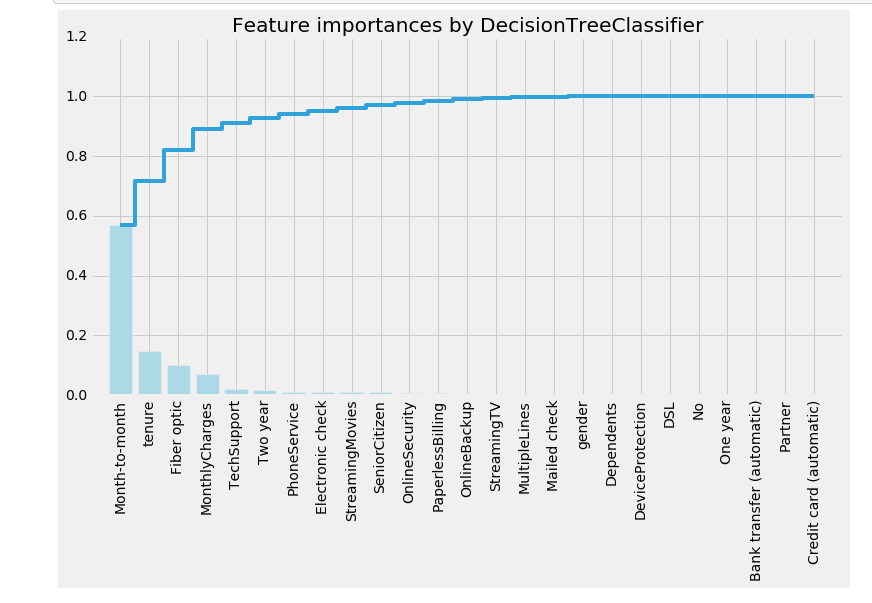 Feature importances by DecisionTreeClassifier
1.2
1.0
0.8
0.6
0.4
0.2
0.0
Month-to-month
tenure
Fiber optic
MonthlyCharges
TechSupport
Two year
PhoneService
Electronic check
StreamingMovies
SeniorCitizen
OnlineSecurity
PaperlessBilling
OnlineBackup
StreamingTV
MultipleLines
Mailed check
gender
Dependents
DeviceProtection
DSL
No
One year
Bank transfer (automatic)
Partner
Credit card (automatic)